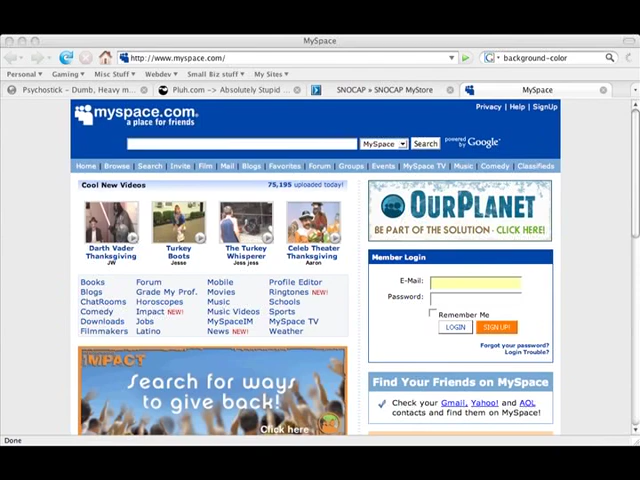 MySpace
http://www.myspace.com/
background-color
Personal Gaming Misc Stuff Webdev Small Biz stuff My Sites
Psychostick - Dumb, Heavy m... Pluh.com -> Absolutely Stupid ... SNOCAP » SNOCAP MyStore MySpace
myspace.com
a place for friends
Privacy | Help | SignUp
MySpace Search powered by Google
Home | Browse | Search | Invite | Film | Mail | Blogs | Favorites | Forum | Groups | Events | MySpace TV | Music | Comedy | Classifieds
Cool New Videos 75,195 uploaded today!
Darth Vader Thanksgiving
JW
Turkey Boots
Jesse
The Turkey Whisperer
Jess jess
Celeb Theater Thanksgiving
Aaron
Books Forum Mobile Profile Editor
Blogs Grade My Prof. Movies Ringtones NEW!
ChatRooms Horoscopes Music Schools
Comedy Impact NEW! Music Videos Sports
Downloads Jobs MySpaceIM MySpace TV
Filmmakers Latino News NEW! Weather
IMPACT
Search for ways
to give back!
Click here
OURPLANET
BE PART OF THE SOLUTION - CLICK HERE!
Member Login
E-Mail:
Password:
Remember Me
LOGIN SIGN UP!
Forgot your password?
Login Trouble?
Find Your Friends on MySpace
Check your Gmail, Yahoo! and AOL
contacts and find them on MySpace!
Done